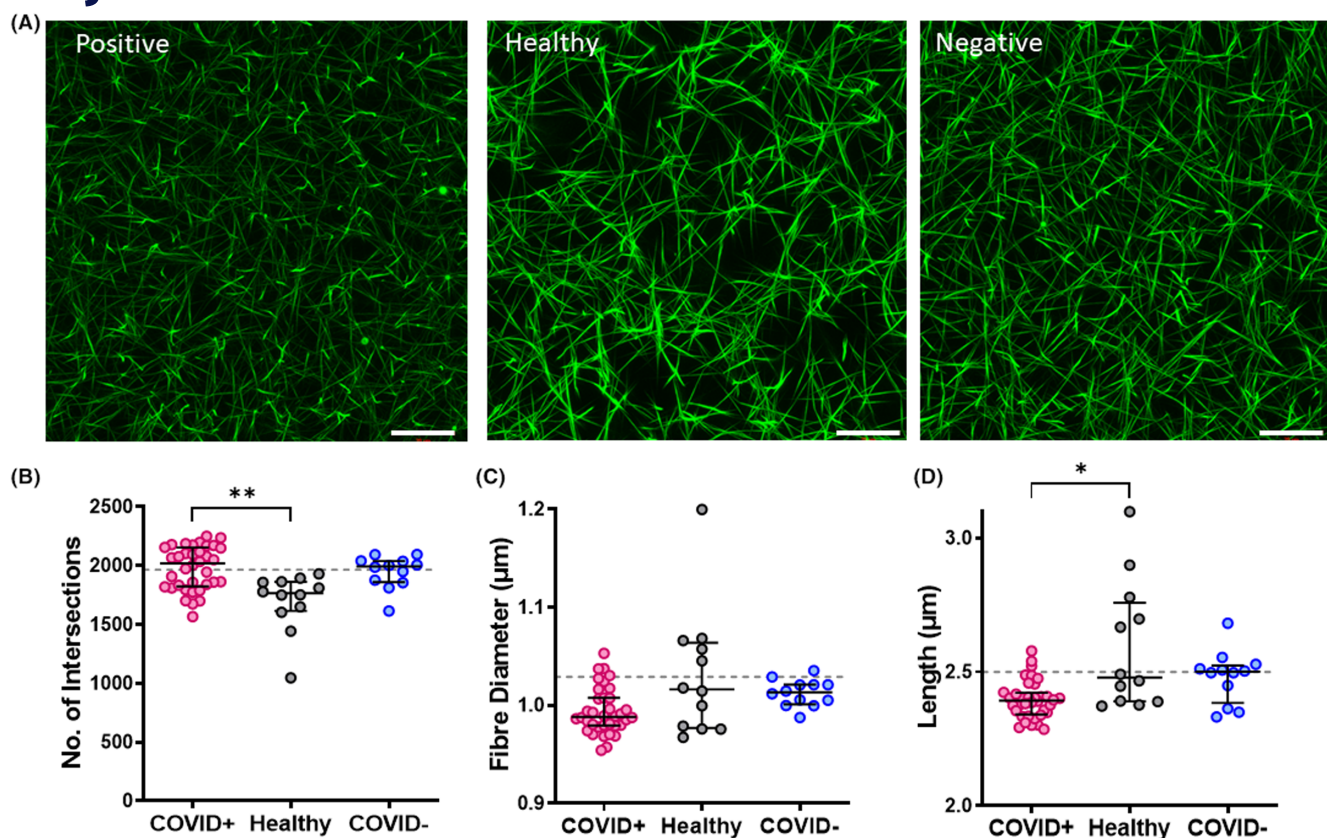 (A)
Positive
Healthy
Negative
(B)
**
2500
2000
1500
1000
500
0
No. of Intersections
COVID+ Healthy COVID-
(C)
1.2
1.1
1.0
0.9
Fibre Diameter (µm)
COVID+ Healthy COVID-
(D)
*
3.0
2.5
2.0
Length (µm)
COVID+ Healthy COVID-